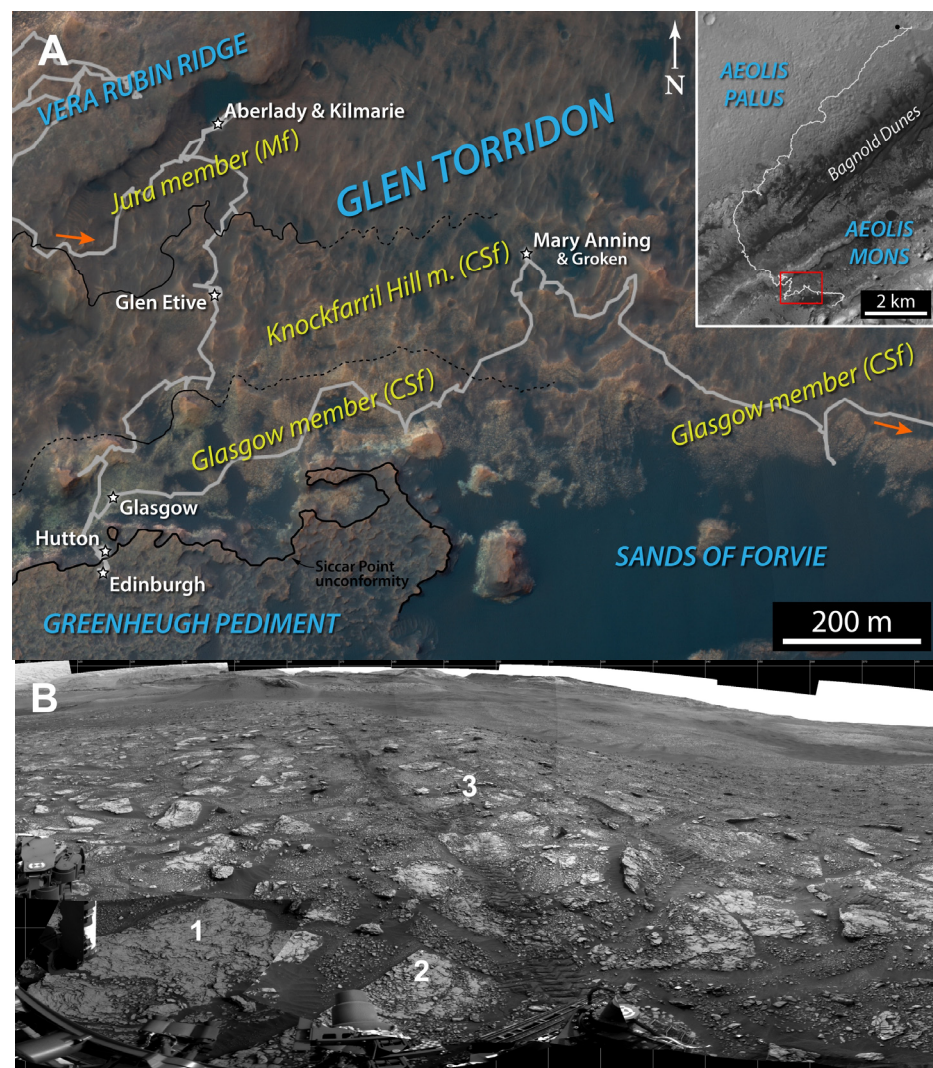 A
VERA RUBIN RIDGE
Aberlady & Kilmarie
Jura member (Mf)
GLEN TORRIDON
N
AEOLIS
PALUS
Bagnold Dunes
AEOLIS
MONS
2 km
Mary Anning
& Groken
Glen Etive
Knockfarril Hill m. (CSf)
Glasgow member (CSf)
Glasgow member (CSf)
Glasgow
Hutton
Edinburgh
Siccar Point
unconformity
SANDS OF FORVIE
GREENHEUGH PEDIMENT
200 m
B
3
1
2